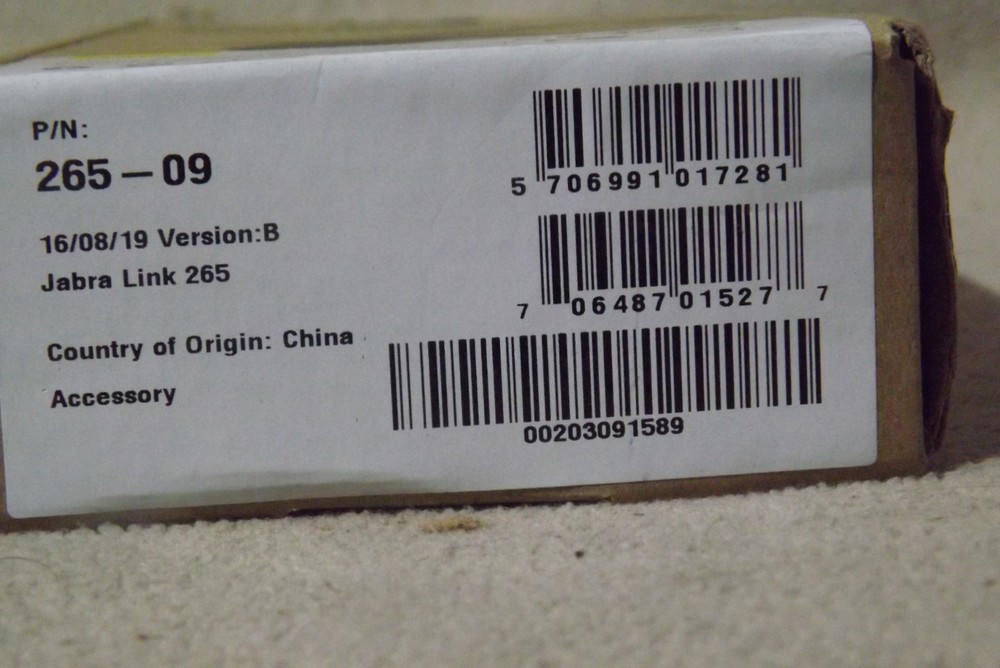 P/N:
265-09
16/08/19 Version:B
Jabra Link 265
Country of Origin: China
Accessory
5 706991 017281
7 06487 01527 7
00203091589